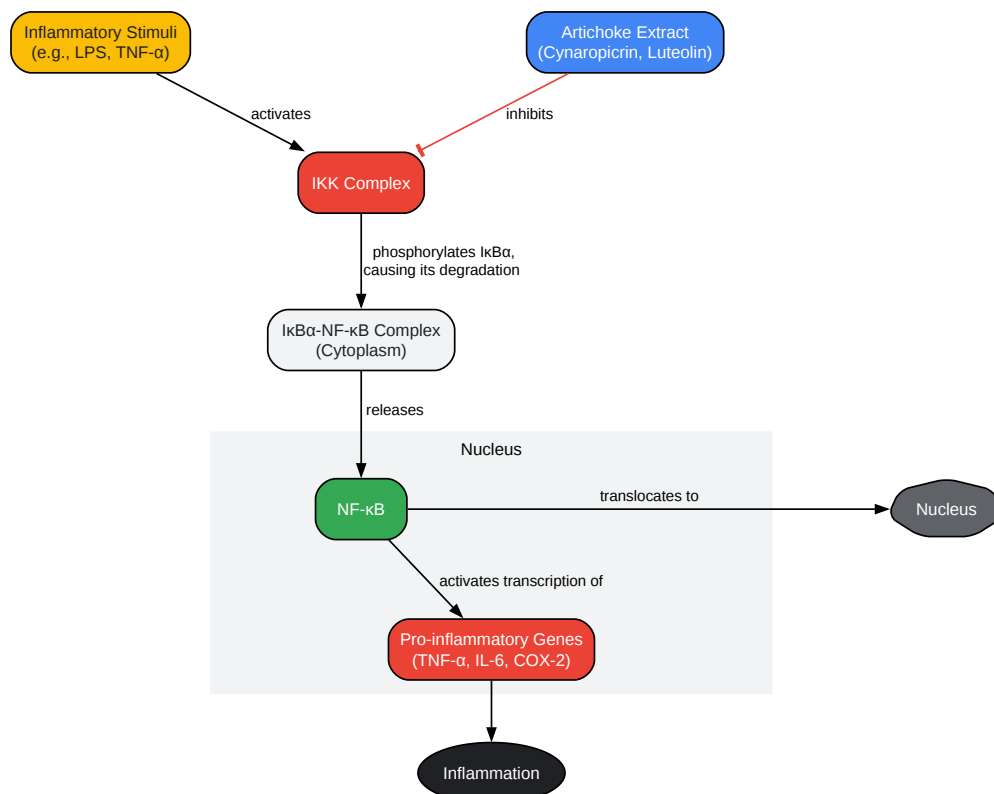 Inflammatory Stimuli
(e.g., LPS, TNF-α)
Artichoke Extract
(Cynaropicrin, Luteolin)
activates
inhibits
IKK Complex
phosphorylates IκBα,
causing its degradation
IκBα-NF-κB Complex
(Cytoplasm)
releases
Nucleus
NF-κB
translocates to
Nucleus
activates transcription of
Pro-inflammatory Genes
(TNF-α, IL-6, COX-2)
Inflammation